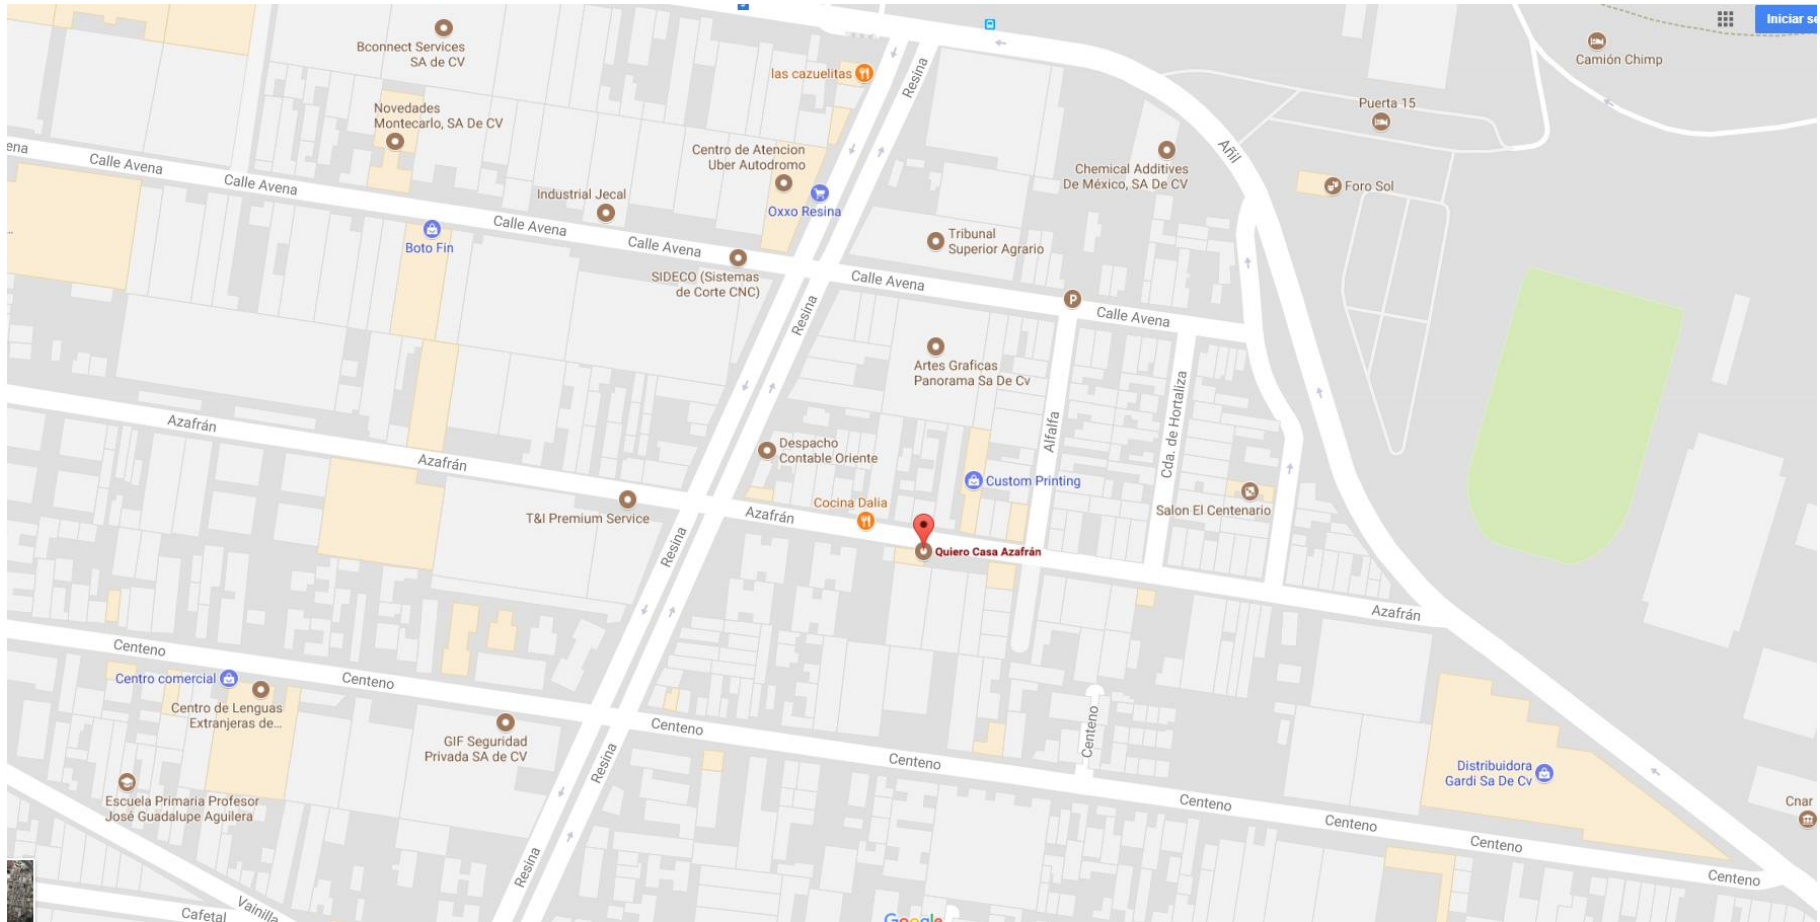 Iniciar se
Bconnect Services
SA de CV
las cazuelitas
Resina
Camión Chimp
Puerta 15
Novedades
Montecarlo, SA De CV
Centro de Atencion
Uber Autodromo
Añil
ena
Calle Avena
Calle Avena
Chemical Additives
De México, SA De CV
Foro Sol
Industrial Jecal
Oxxo Resina
Calle Avena
Boto Fin
Calle Avena
Tribunal
Superior Agrario
SIDECO (Sistemas
de Corte CNC)
Calle Avena
P
Calle Avena
Resina
Artes Graficas
Panorama Sa De Cv
Azafrán
Alfalfa
Cda. de Hortaliza
Azafrán
Despacho
Contable Oriente
Custom Printing
T&I Premium Service
Azafrán
Cocina Dalia
Salon El Centenario
Resina
Quiero Casa Azafrán
Azafrán
Centeno
Centro comercial
Centeno
Centro de Lenguas
Extranjeras de...
GIF Seguridad
Privada SA de CV
Centeno
Centeno
Resina
Centeno
Distribuidora
Gardi Sa De Cv
Escuela Primaria Profesor
José Guadalupe Aguilera
Centeno
Centeno
Centeno
Cnar
Resina
Centeno
Vainilla
Cafetal
Google